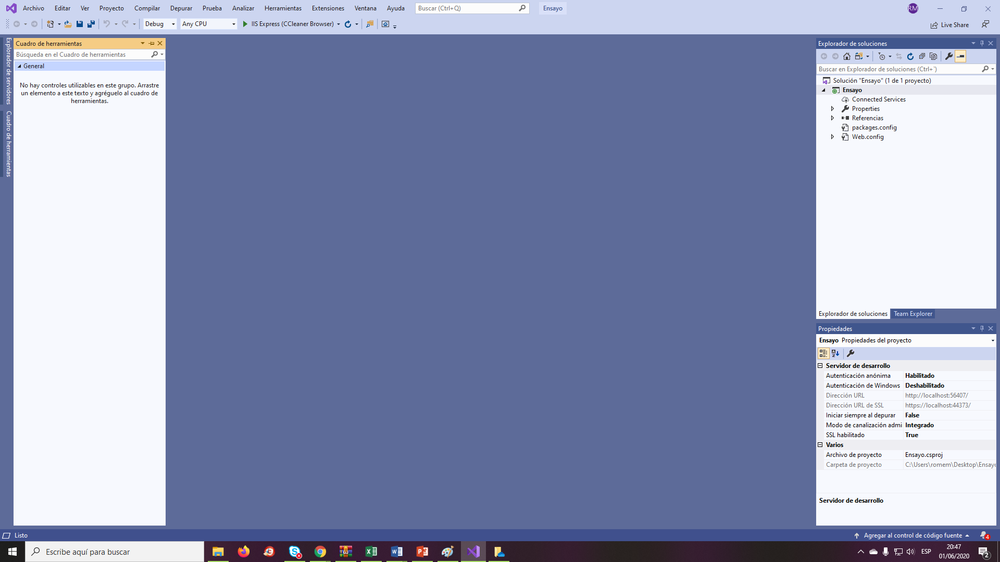 Archivo Editar Ver Proyecto Compilar Depurar Prueba Analizar Herramientas Extensiones Ventana Ayuda Buscar (Ctrl+Q) Ensayo RM
Debug Any CPU IIS Express (CCleaner Browser) Live Share
Explorador de servidores
Cuadro de herramientas
Cuadro de herramientas
Búsqueda en el Cuadro de herramientas
General
No hay controles utilizables en este grupo. Arrastre
un elemento a este texto y agréguelo al cuadro de
herramientas.
Explorador de soluciones
Buscar en Explorador de soluciones (Ctrl+`)
Solución "Ensayo" (1 de 1 proyecto)
Ensayo
Connected Services
Properties
Referencias
packages.config
Web.config
Explorador de soluciones Team Explorer
Propiedades
Ensayo Propiedades del proyecto
Servidor de desarrollo
Autenticación anónima Habilitado
Autenticación de Windows Deshabilitado
Dirección URL http://localhost:56407/
Dirección URL de SSL https://localhost:44373/
Iniciar siempre al depurar False
Modo de canalización admi Integrado
SSL habilitado True
Varios
Archivo de proyecto Ensayo.csproj
Carpeta de proyecto C:\Users\romem\Desktop\Ensayo
Servidor de desarrollo
Listo Agregar al control de código fuente 4
Escribe aquí para buscar ESP 20:47
01/06/2020 2